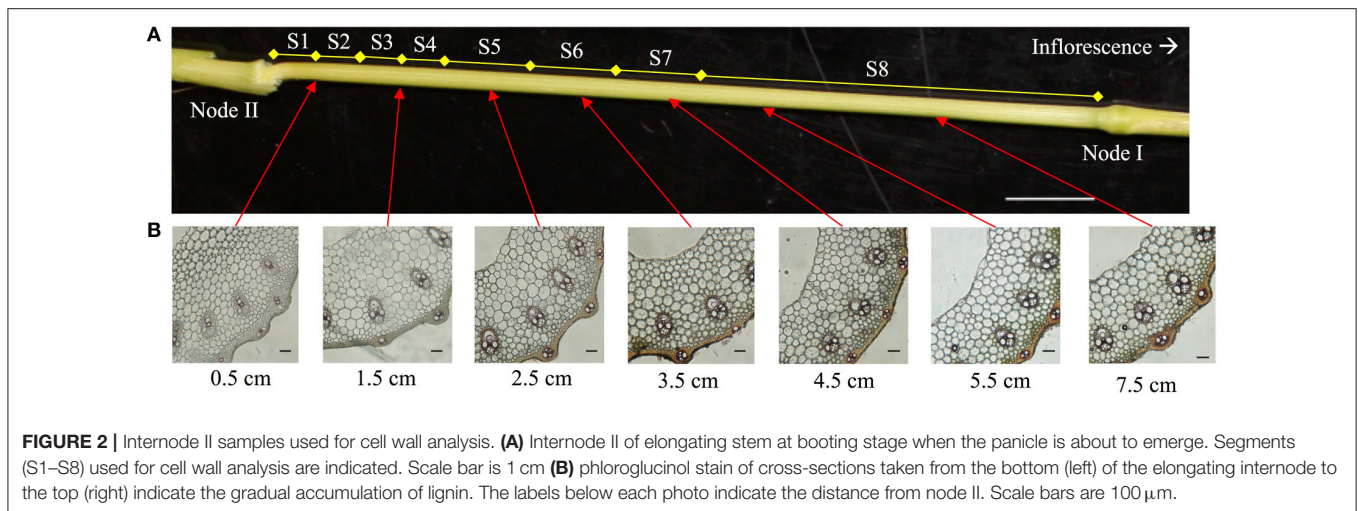 A
S1 S2 S3 S4 S5 S6 S7 S8
Inflorescence →
Node II
Node I
B
0.5 cm 1.5 cm 2.5 cm 3.5 cm 4.5 cm 5.5 cm 7.5 cm
FIGURE 2 | Internode II samples used for cell wall analysis. (A) Internode II of elongating stem at booting stage when the panicle is about to emerge. Segments
(S1–S8) used for cell wall analysis are indicated. Scale bar is 1 cm (B) phloroglucinol stain of cross-sections taken from the bottom (left) of the elongating internode to
the top (right) indicate the gradual accumulation of lignin. The labels below each photo indicate the distance from node II. Scale bars are 100 μm.